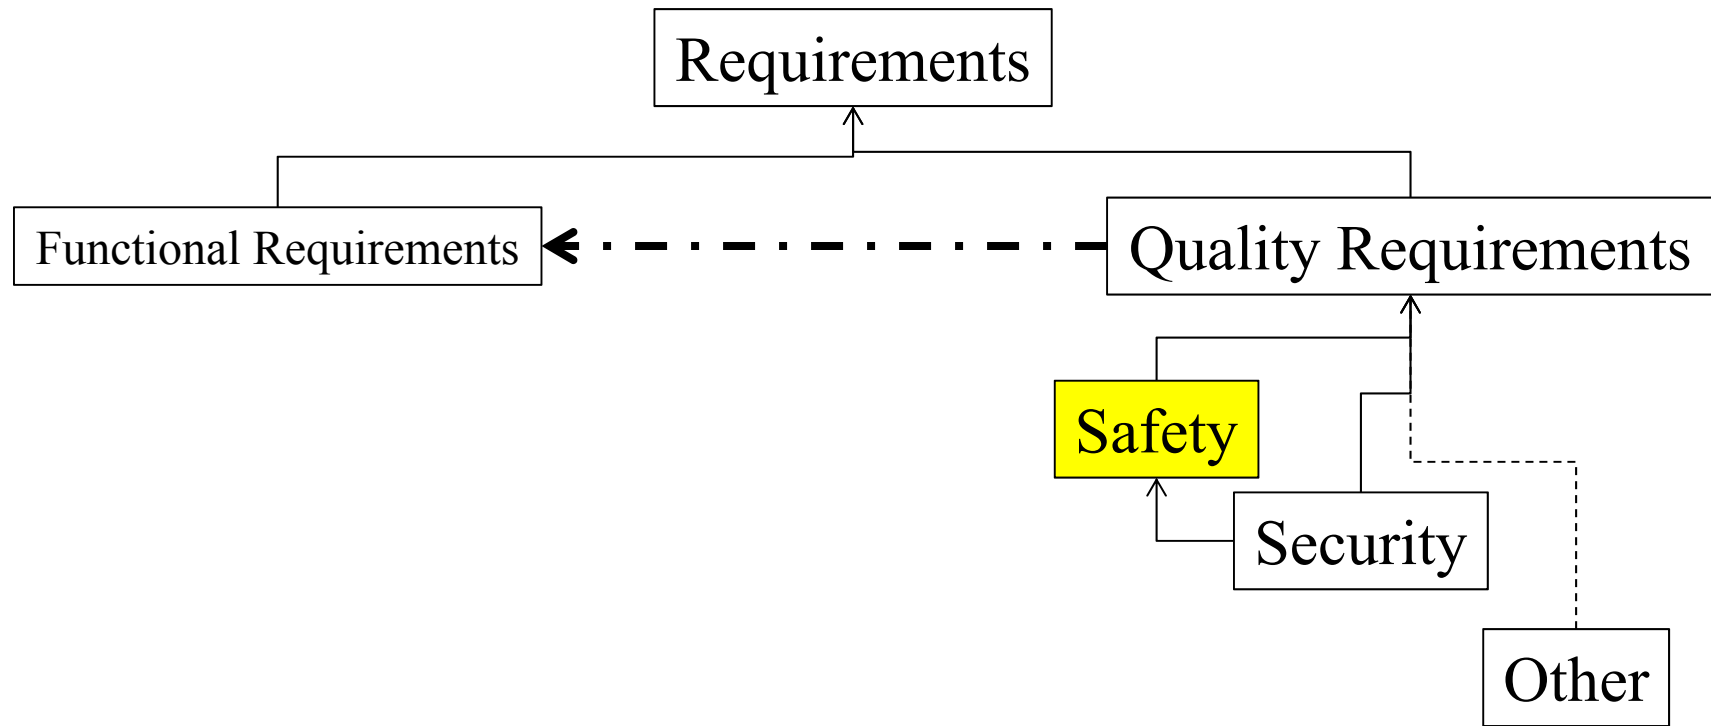 Requirements
Functional Requirements
Quality Requirements
Safety
Security
Other